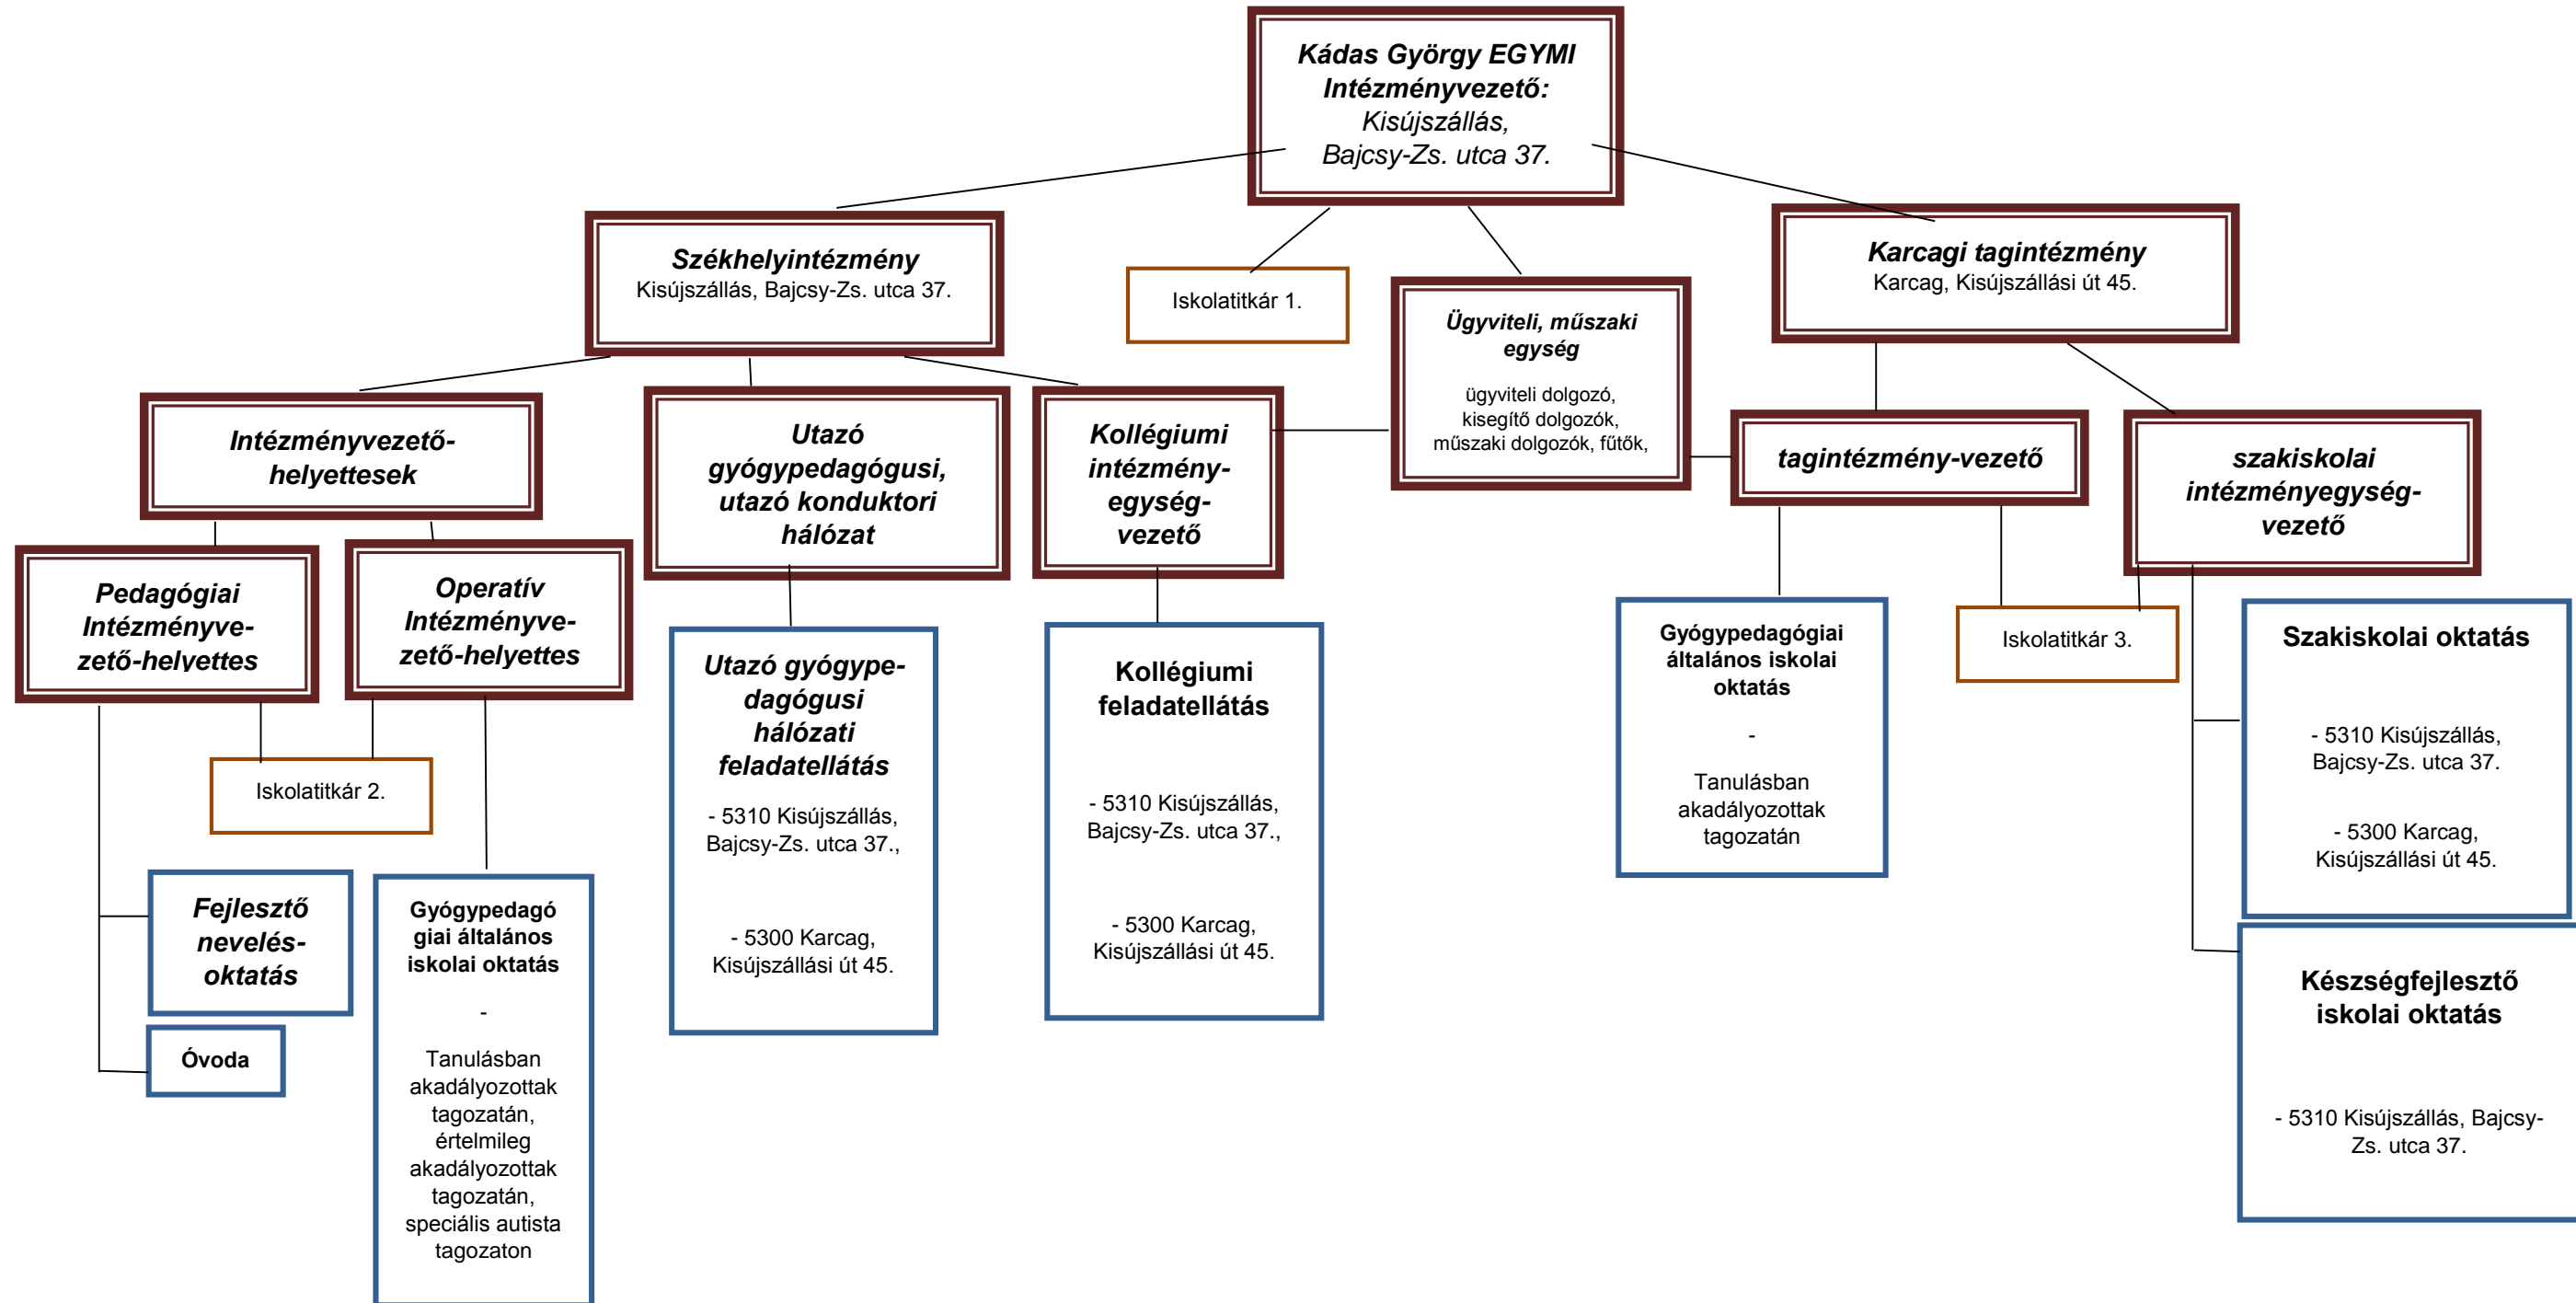 Kádas György EGYMI
Intézményvezető:
Kisújszállás,
Bajcsy-Zs. utca 37.
Székhelyintézmény
Kisújszállás, Bajcsy-Zs. utca 37.
Iskolatitkár 1.
Ügyviteli, műszaki
egység
ügyviteli dolgozó,
kisegítő dolgozók,
műszaki dolgozók, fűtők,
Karcagi tagintézmény
Karcag, Kisújszállási út 45.
Intézményvezető-
helyettesek
Utazó
gyógypedagógusi,
utazó konduktori
hálózat
Kollégiumi
intézmény-
egység-
vezető
tagintézmény-vezető
szakiskolai
intézményegység-
vezető
Pedagógiai
Intézményve-
zető-helyettes
Operatív
Intézményve-
zető-helyettes
Iskolatitkár 2.
Fejlesztő
nevelés-
oktatás
Óvoda
Gyógypedagó
giai általános
iskolai oktatás
-
Tanulásban
akadályozottak
tagozatán,
értelmileg
akadályozottak
tagozatán,
speciális autista
tagozaton
Utazó gyógype-
dagógusi
hálózati
feladatellátás
- 5310 Kisújszállás,
Bajcsy-Zs. utca 37.,
- 5300 Karcag,
Kisújszállási út 45.
Kollégiumi
feladatellátás
- 5310 Kisújszállás,
Bajcsy-Zs. utca 37.,
- 5300 Karcag,
Kisújszállási út 45.
Gyógypedagógiai
általános iskolai
oktatás
-
Tanulásban
akadályozottak
tagozatán
Iskolatitkár 3.
Szakiskolai oktatás
- 5310 Kisújszállás,
Bajcsy-Zs. utca 37.
- 5300 Karcag,
Kisújszállási út 45.
Készségfejlesztő
iskolai oktatás
- 5310 Kisújszállás, Bajcsy-
Zs. utca 37.